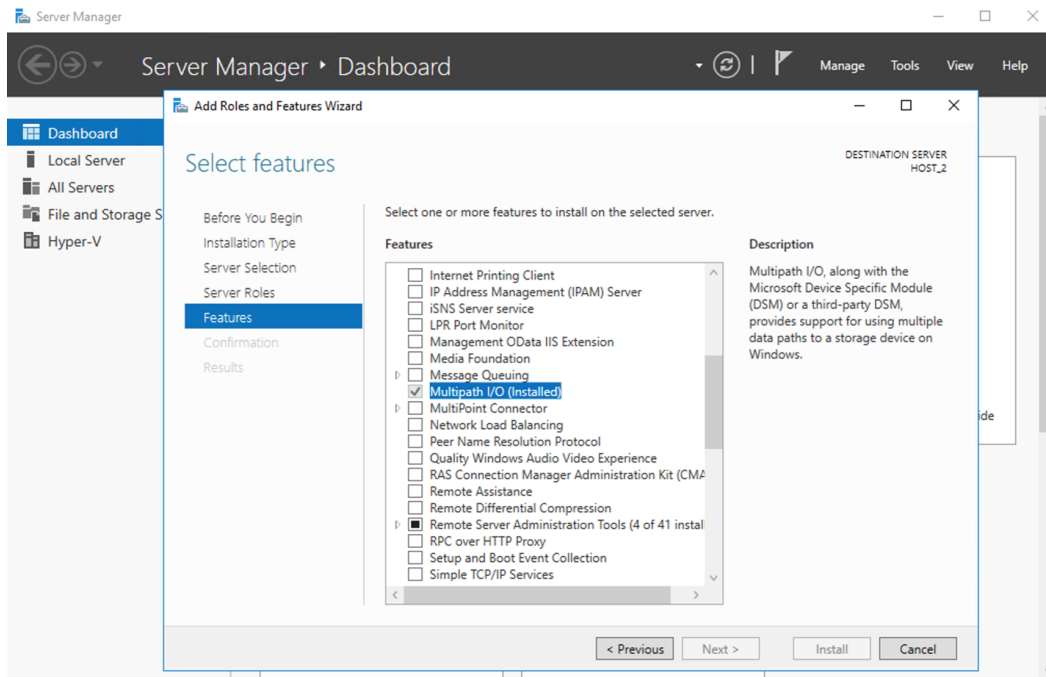 Server Manager
Server Manager • Dashboard
Manage Tools View Help
Add Roles and Features Wizard
Dashboard
Local Server
All Servers
File and Storage S
Hyper-V
Select features
DESTINATION SERVER
HOST_2
Before You Begin
Installation Type
Server Selection
Server Roles
Features
Confirmation
Results
Select one or more features to install on the selected server.
Features
Internet Printing Client
IP Address Management (IPAM) Server
iSNS Server service
LPR Port Monitor
Management OData IIS Extension
Media Foundation
Message Queuing
Multipath I/O (Installed)
MultiPoint Connector
Network Load Balancing
Peer Name Resolution Protocol
Quality Windows Audio Video Experience
RAS Connection Manager Administration Kit (CMA
Remote Assistance
Remote Differential Compression
Remote Server Administration Tools (4 of 41 instal
RPC over HTTP Proxy
Setup and Boot Event Collection
Simple TCP/IP Services
Description
Multipath I/O, along with the
Microsoft Device Specific Module
(DSM) or a third-party DSM,
provides support for using multiple
data paths to a storage device on
Windows.
ide
< Previous
Next >
Install
Cancel